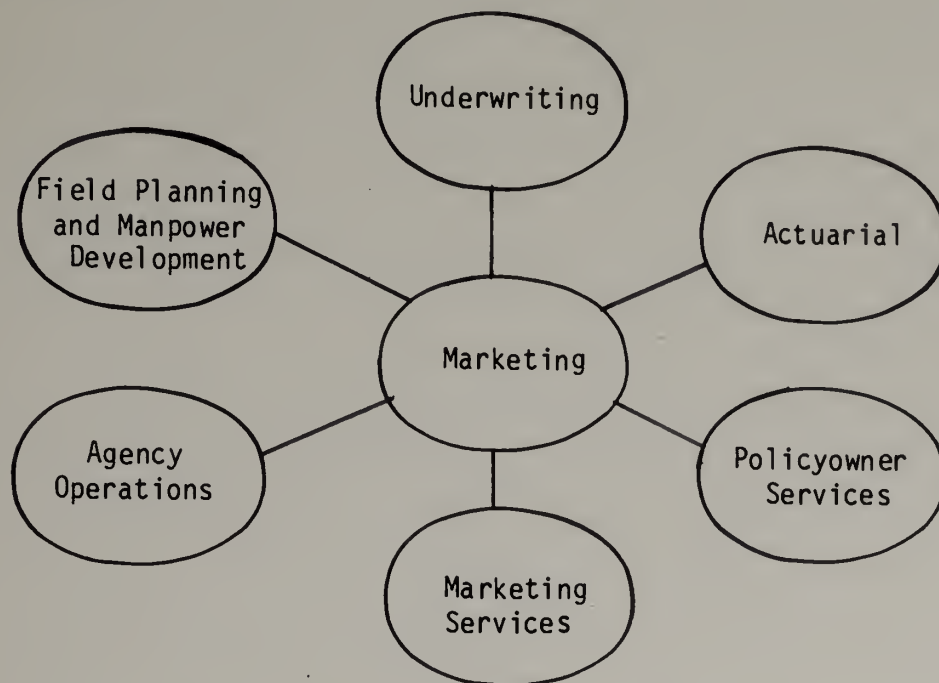 Underwriting
Field Planning
and Manpower
Development
Actuarial
Marketing
Agency
Operations
Policyowner
Services
Marketing
Services